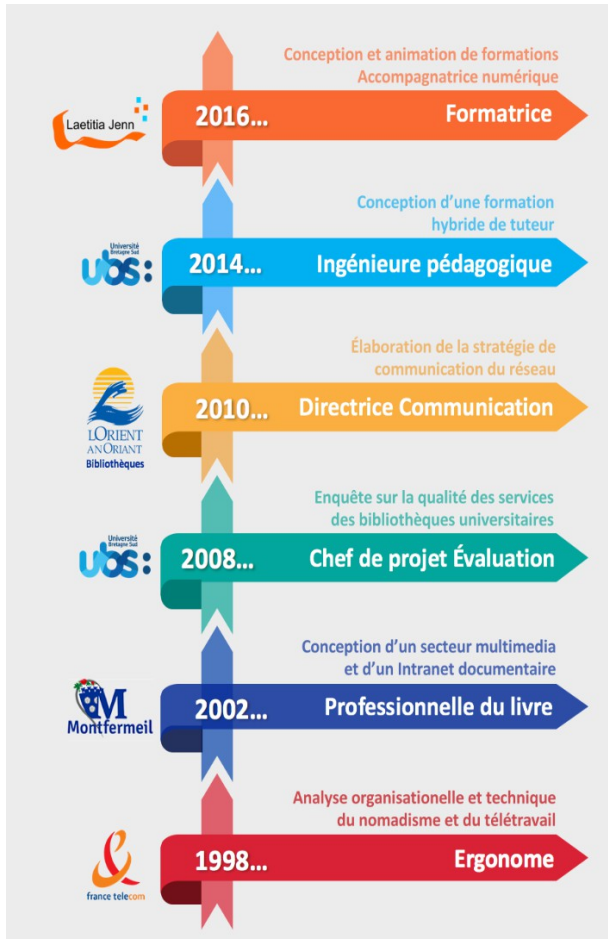 Conception et animation de formations
Accompagnatrice numérique
Laetitia Jenn
2016...
Formatrice
Conception d'une formation
hybride de tuteur
Université
Bretagne Sud
ubs:
2014...
Ingénieure pédagogique
Élaboration de la stratégie de
communication du réseau
LORIENT
AN ORIANT
Bibliothèques
2010...
Directrice Communication
Enquête sur la qualité des services
des bibliothèques universitaires
Université
Bretagne Sud
ubs:
2008...
Chef de projet Évaluation
Conception d'un secteur multimedia
et d'un Intranet documentaire
M
Montfermeil
2002...
Professionnelle du livre
Analyse organisationelle et technique
du nomadisme et du télétravail
&
france telecom
1998...
Ergonome